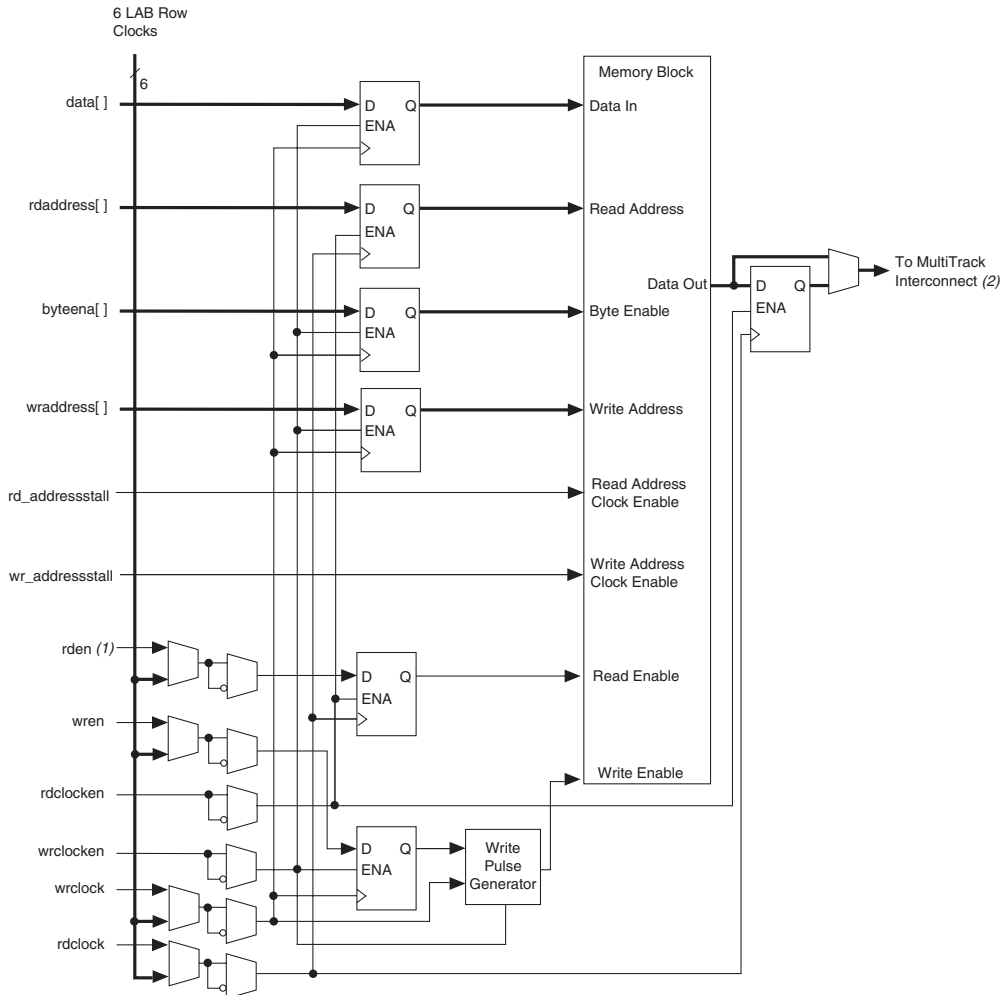 6 LAB Row
Clocks
6
data[ ]
D Q
ENA
Memory Block
Data In
rdaddress[ ]
D Q
ENA
Read Address
To MultiTrack
Interconnect (2)
Data Out
D Q
ENA
byteena[ ]
D Q
ENA
Byte Enable
wraddress[ ]
D Q
ENA
Write Address
rd_addressstall
Read Address
Clock Enable
wr_addressstall
Write Address
Clock Enable
rden (1)
D Q
ENA
Read Enable
wren
Write Enable
rdclocken
wrclocken
D Q
ENA
Write
Pulse
Generator
wrclock
rdclock